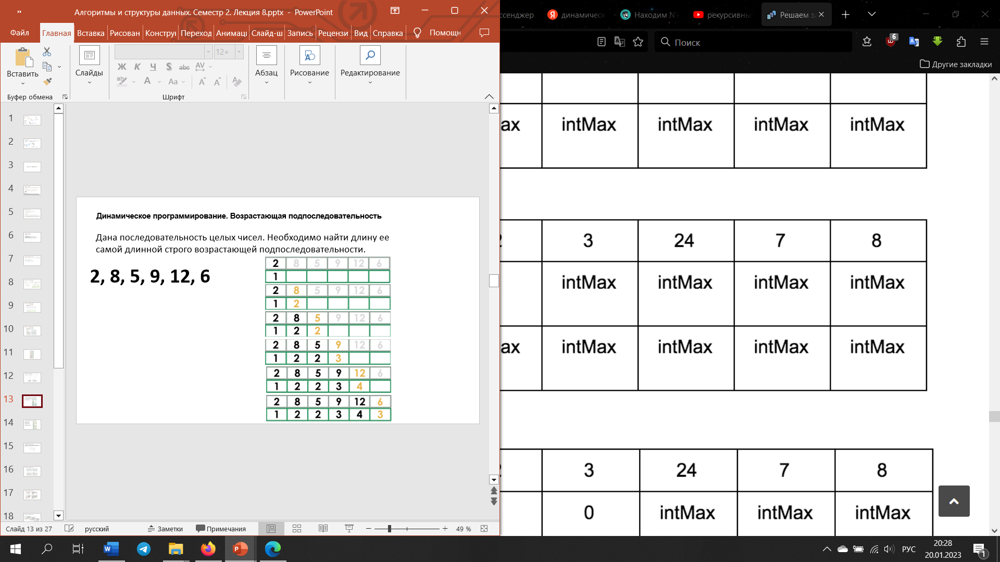 Алгоритмы и структуры данных. Семестр 2. Лекция 8.pptx - PowerPoint
Файл Главная Вставка Рисован Констру Переход Анимаци Слайд-ш Запись Рецензи Вид Справка Помощн
12+
Вставить
Слайды
Ж К Ч S abc AV
Aa
Абзац
Рисование
Редактирование
Буфер обмена
Шрифт
1
2
3
4
5
6
7
8
9
10
11
12
13
14
15
16
17
18
Динамическое программирование. Возрастающая подпоследовательность
Дана последовательность целых чисел. Необходимо найти длину ее
самой длинной строго возрастающей подпоследовательности.
2, 8, 5, 9, 12, 6
2 8 5 9 12 6
1
2 8 5 9 12 6
1 2
2 8 5 9 12 6
1 2 2
2 8 5 9 12 6
1 2 2 3
2 8 5 9 12 6
1 2 2 3 4
2 8 5 9 12 6
1 2 2 3 4 3
Слайд 13 из 27 русский Заметки Примечания 49 %
ссенджер динамическ Находим N' рекурсивны Решаем за
6
Поиск
Другие закладки
ax intMax intMax intMax intMax
3 24 7 8
intMax intMax intMax intMax
ax intMax intMax intMax intMax
3 24 7 8
0 intMax intMax intMax
РУС
20:28
20.01.2023
1